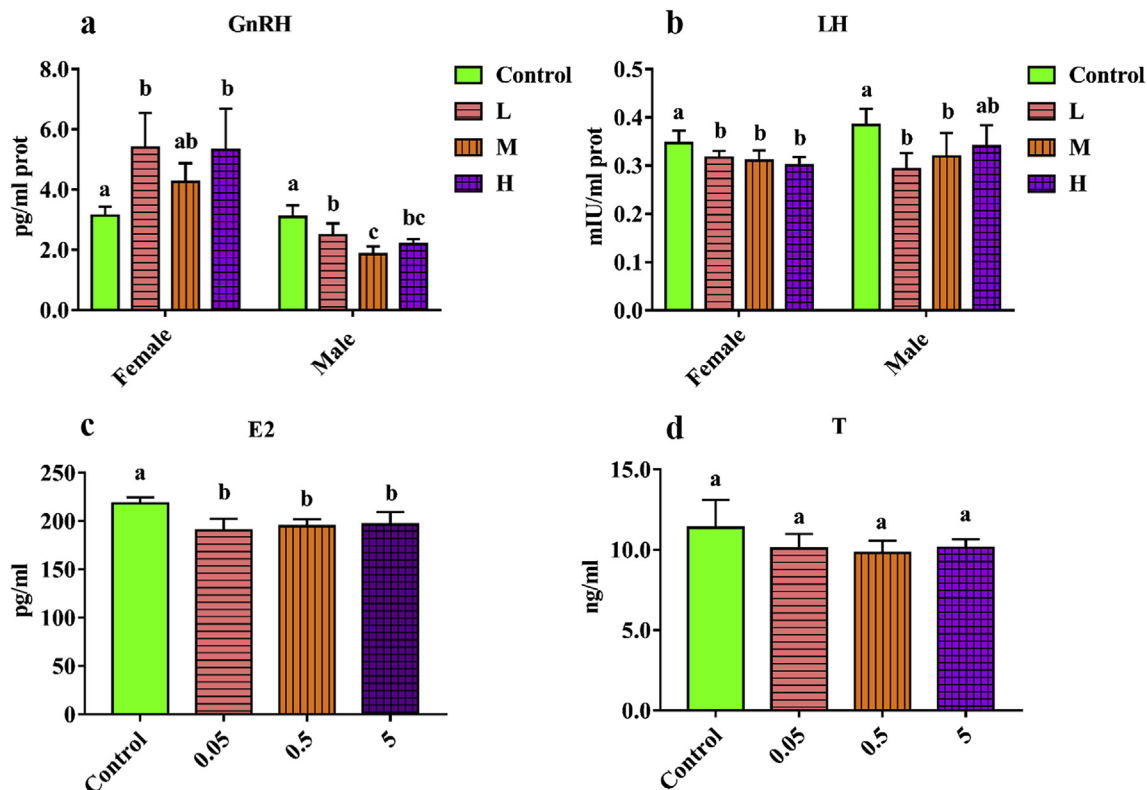 a
GnRH
pg/ml prot
8.0
6.0
4.0
2.0
0.0
a
b
ab
b
a
b
c
bc
Female
Male
Control
L
M
H
b
LH
mIU/ml prot
0.5
0.4
0.3
0.2
0.1
0.0
a
b
b
b
a
b
b
ab
Female
Male
Control
L
M
H
c
E2
pg/ml
250
200
150
100
50
0
a
b
b
b
Control
0.05
0.5
5
d
T
ng/ml
15.0
10.0
5.0
0.0
a
a
a
a
Control
0.05
0.5
5